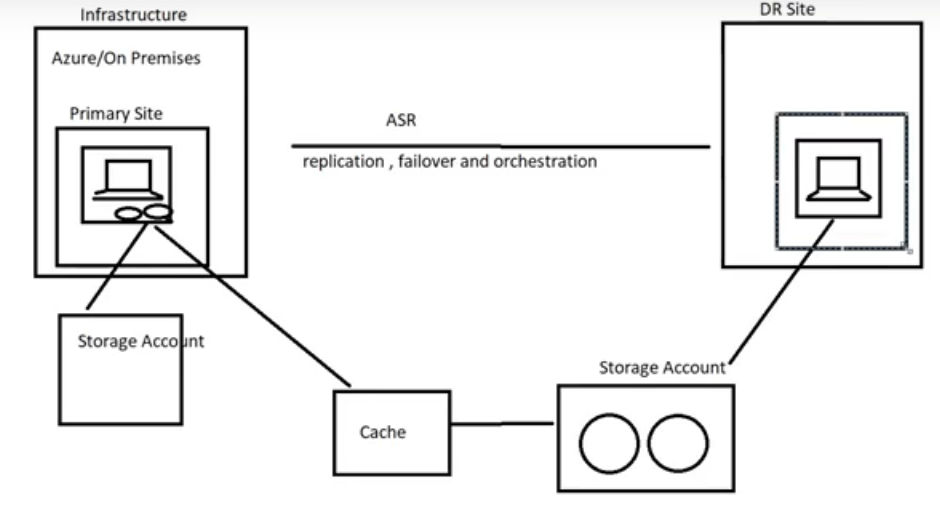 Infrastructure
DR Site
Azure/On Premises
Primary Site
ASR
replication , failover and orchestration
Storage Account
Storage Account
Cache